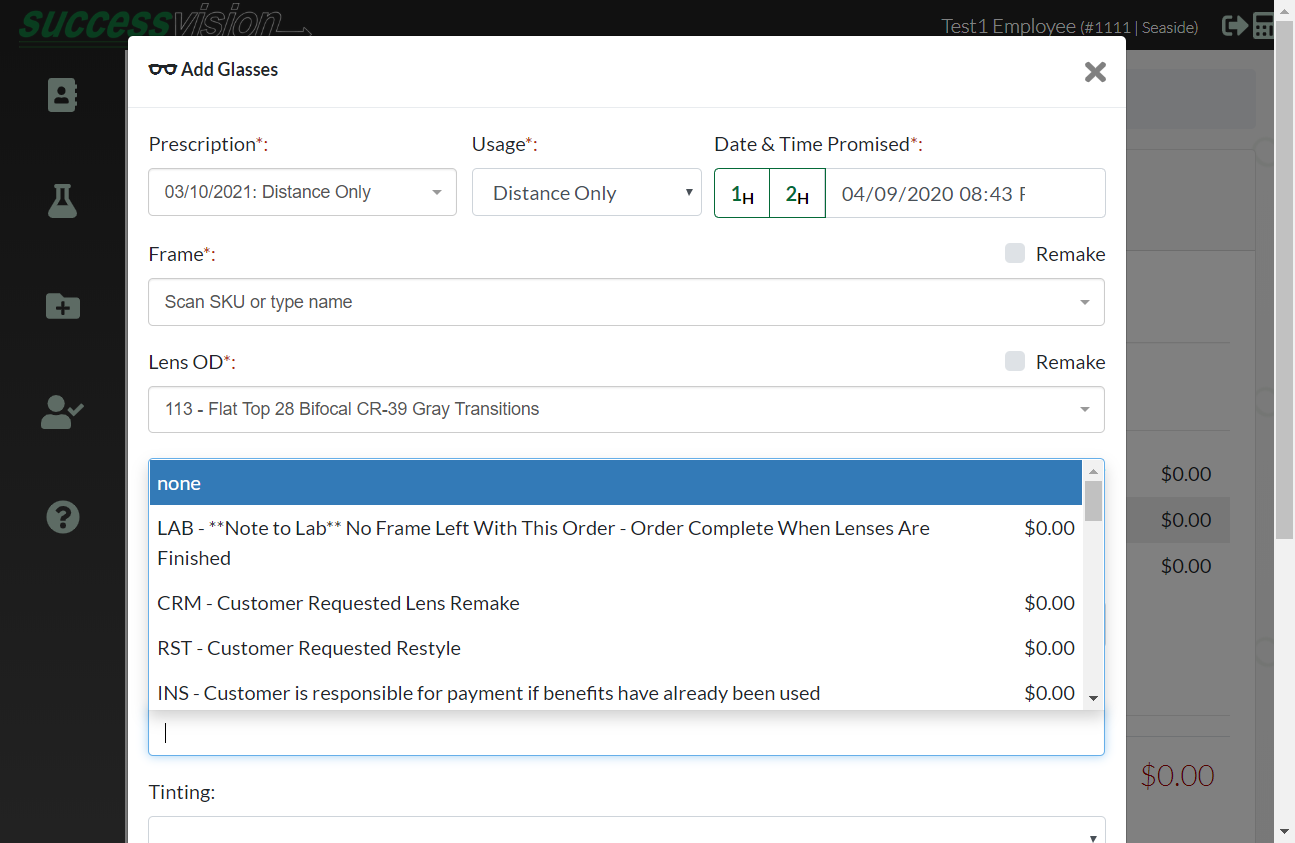 successvision
Test1 Employee (#1111 | Seaside)
Add Glasses
Prescription*:
Usage*:
Date & Time Promised*:
03/10/2021: Distance Only
Distance Only
1H
2H
04/09/2020 08:43
Frame*:
Remake
Scan SKU or type name
Lens OD*:
Remake
113 - Flat Top 28 Bifocal CR-39 Gray Transitions
none
LAB - **Note to Lab** No Frame Left With This Order - Order Complete When Lenses Are
Finished
$0.00
CRM - Customer Requested Lens Remake
$0.00
RST - Customer Requested Restyle
$0.00
INS - Customer is responsible for payment if benefits have already been used
$0.00
Tinting:
$0.00
$0.00
$0.00
$0.00